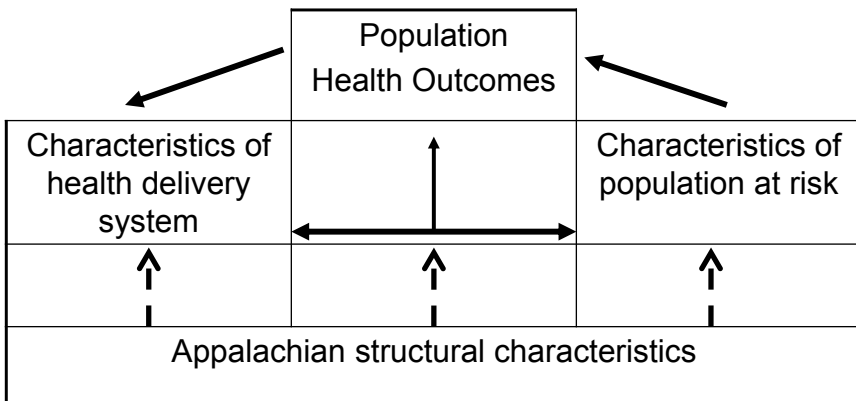 Population
Health Outcomes
Characteristics of
health delivery
system
Characteristics of
population at risk
Appalachian structural characteristics